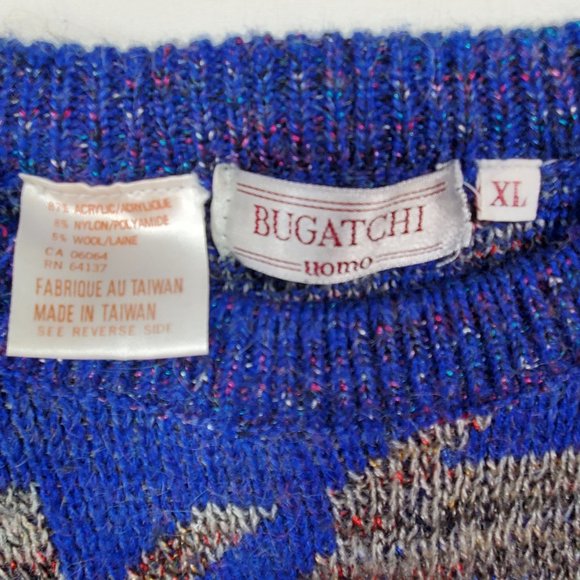 87% ACRYLIC/ACRYLIQUE
8% NYLON/POLYAMIDE
5% WOOL/LAINE
CA 06064
RN 64137
FABRIQUE AU TAIWAN
MADE IN TAIWAN
SEE REVERSE SIDE
BUGATCHI
uomo
XL